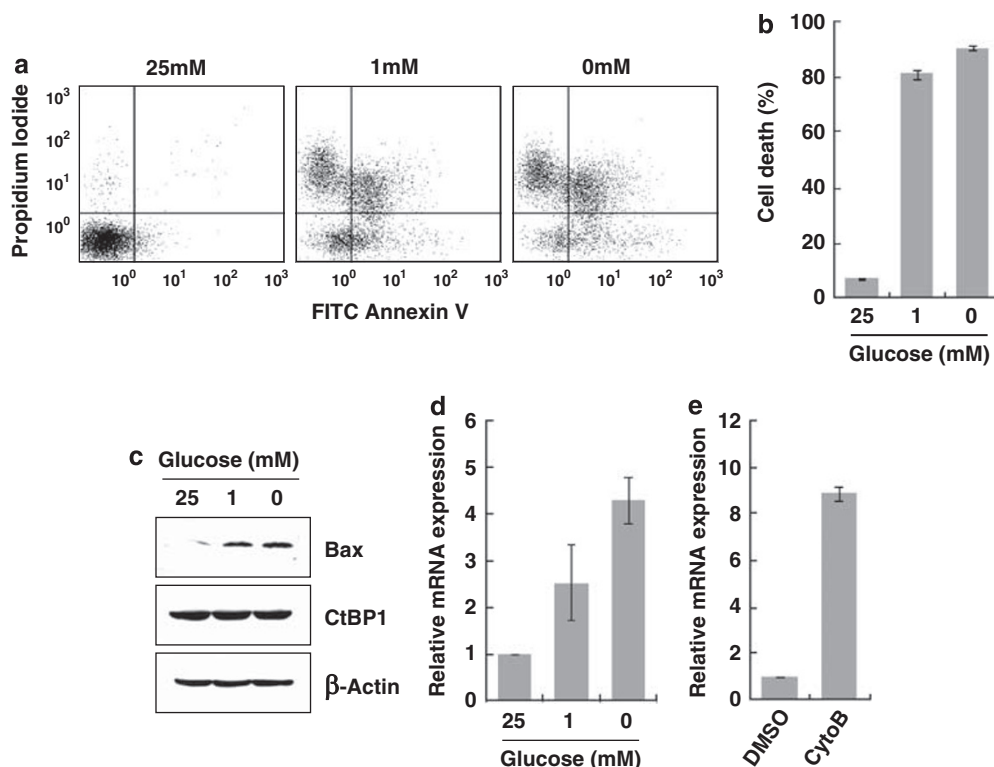 a
25mM
1mM
0mM
Propidium Iodide
10³
10²
10¹
10⁰
10⁰ 10¹ 10² 10³
10⁰ 10¹ 10² 10³
10⁰ 10¹ 10² 10³
FITC Annexin V
b
Cell death (%)
100
80
60
40
20
0
25 1 0
Glucose (mM)
c
Glucose (mM)
25 1 0
Bax
CtBP1
β-Actin
d
Relative mRNA expression
6
5
4
3
2
1
0
25 1 0
Glucose (mM)
e
Relative mRNA expression
12
10
8
6
4
2
0
DMSO
CytoB